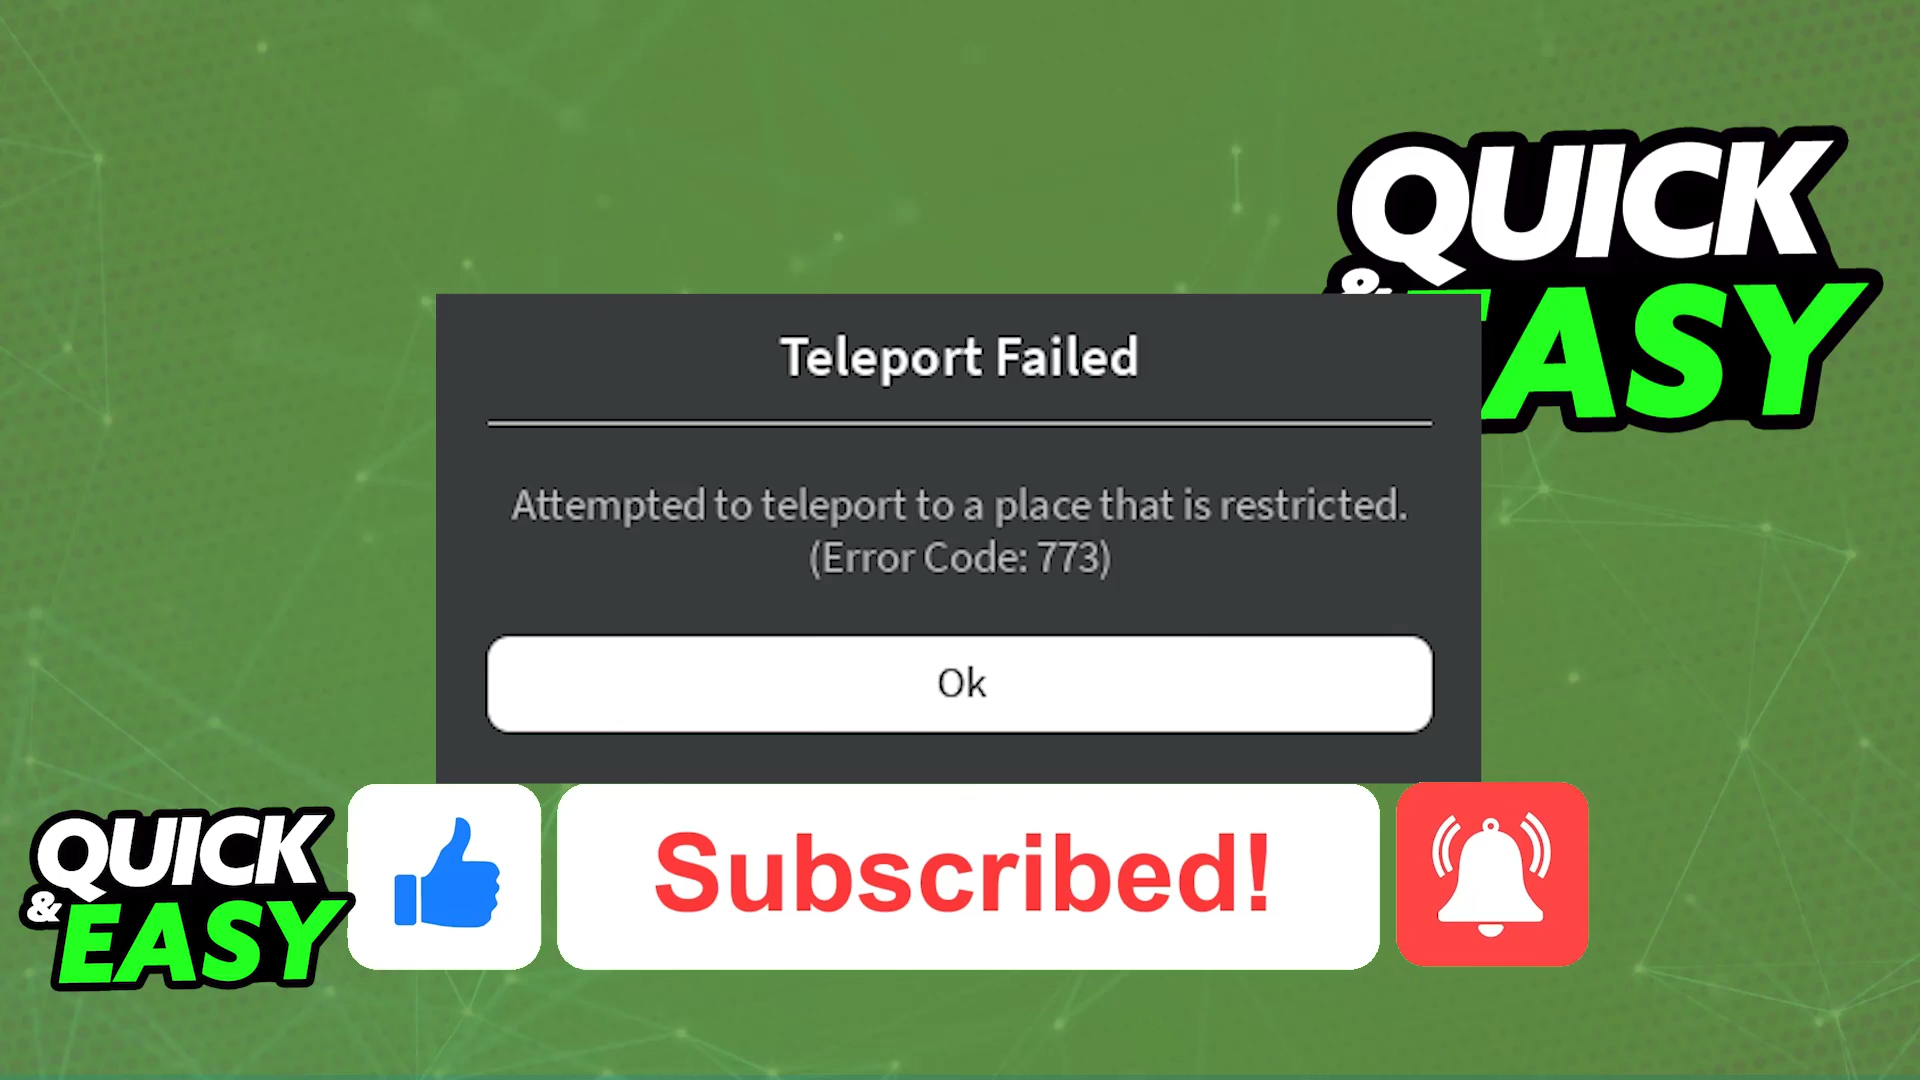 QUICK
& EASY
Teleport Failed
Attempted to teleport to a place that is restricted.
(Error Code: 773)
Ok
QUICK
& EASY
Subscribed!